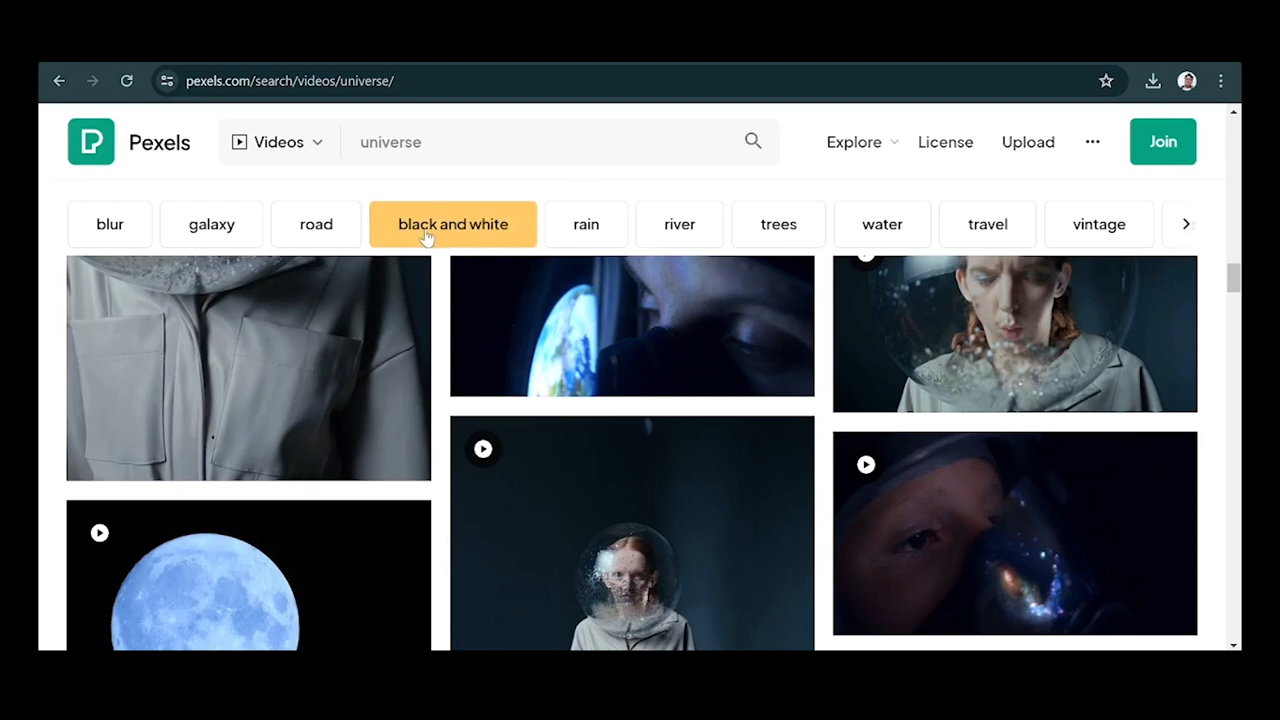 pexels.com/search/videos/universe/
Pexels Videos universe Explore License Upload ... Join
blur galaxy road black and white rain river trees water travel vintage